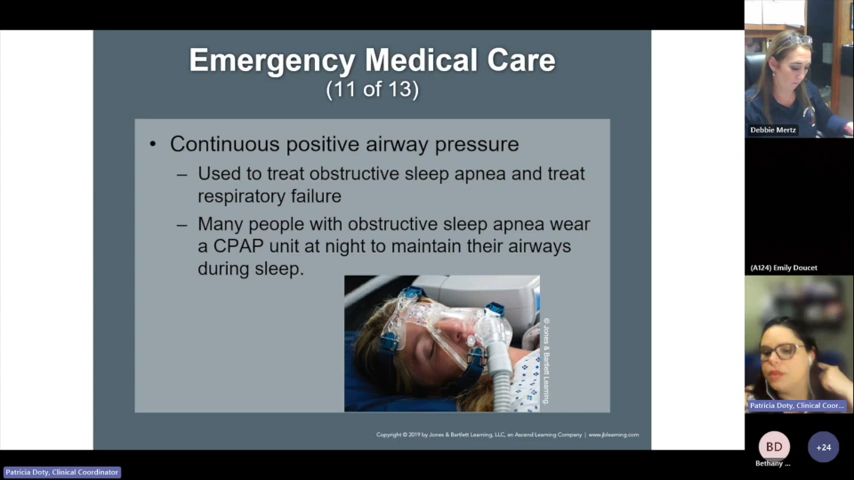 Emergency Medical Care
(11 of 13)
• Continuous positive airway pressure
– Used to treat obstructive sleep apnea and treat
respiratory failure
– Many people with obstructive sleep apnea wear
a CPAP unit at night to maintain their airways
during sleep.
© Jones & Bartlett Learning.
Copyright © 2019 by Jones & Bartlett Learning, LLC, an Ascend Learning Company | www.jblearning.com
Debbie Mertz
(A124) Emily Doucet
Patricia Doty, Clinical Coor...
BD
+24
Bethany ...
Patricia Doty, Clinical Coordinator